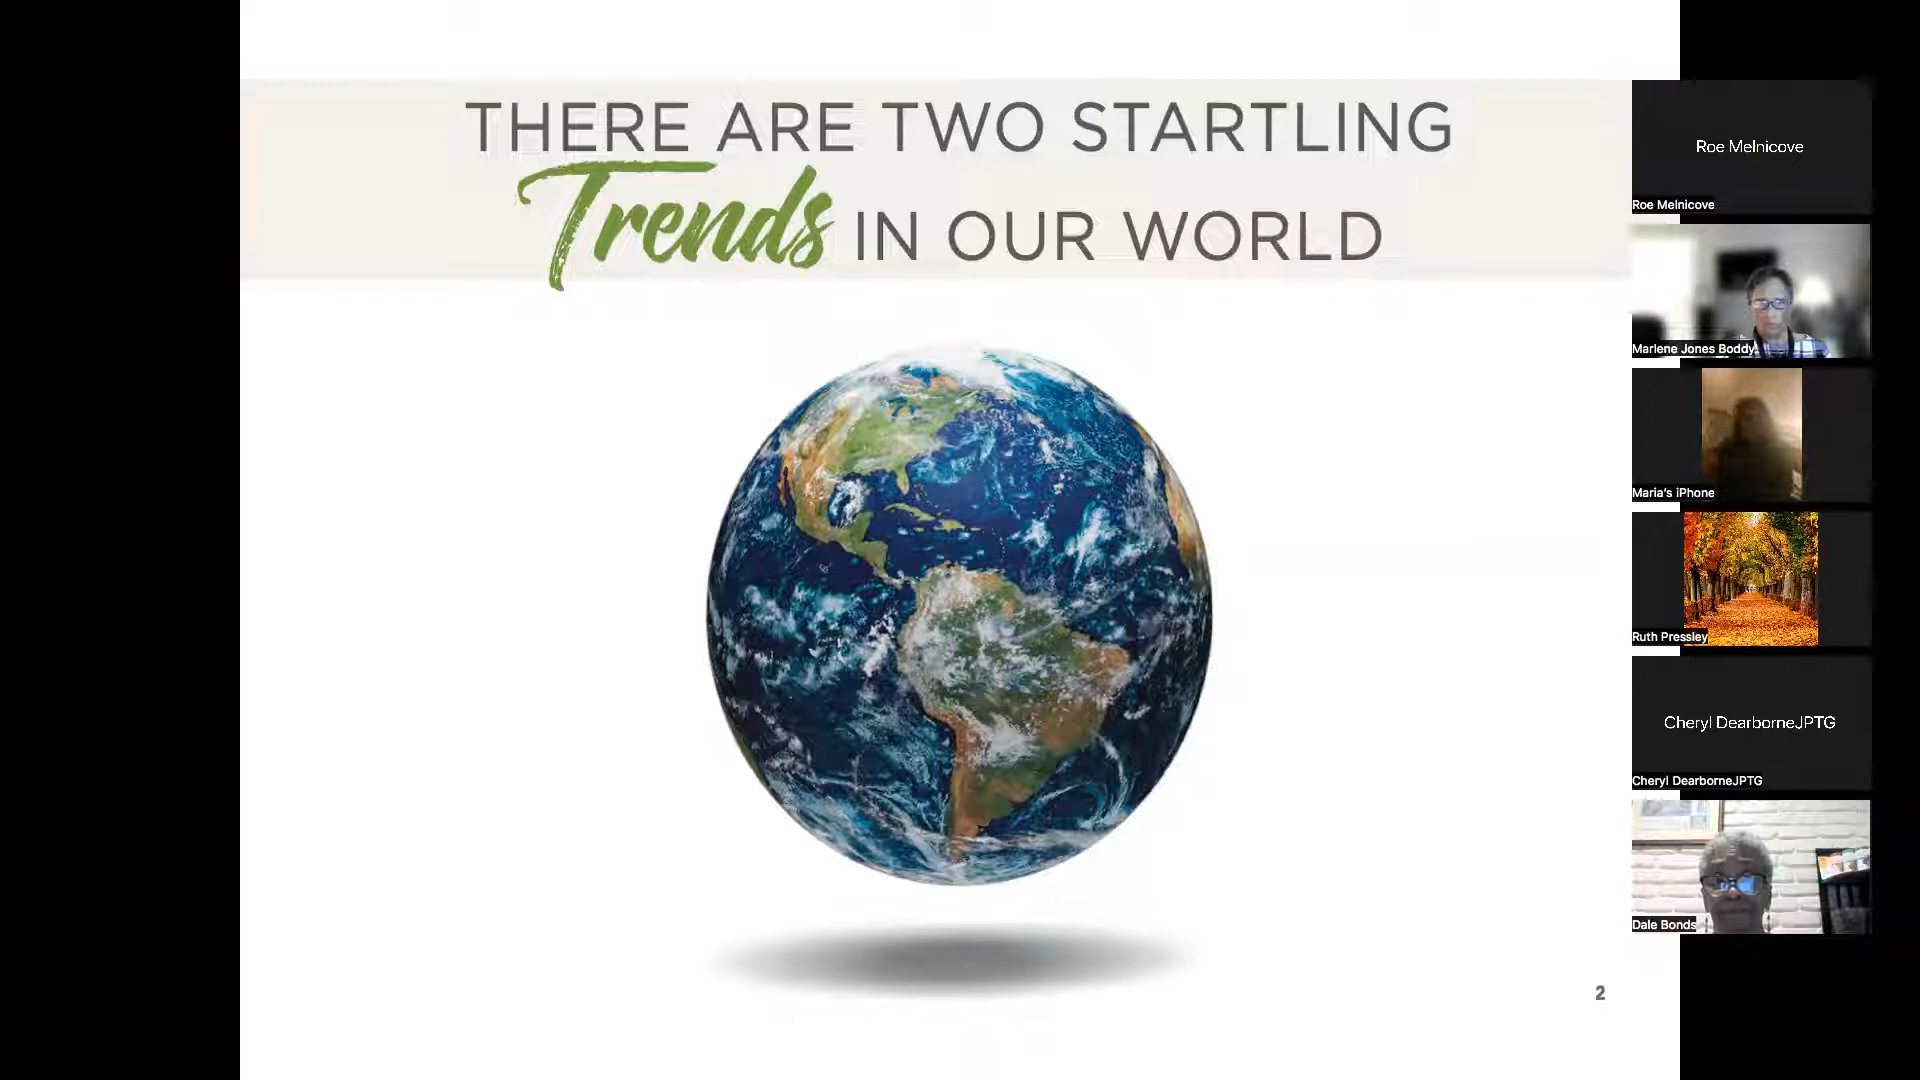 THERE ARE TWO STARTLING
Trends IN OUR WORLD
2
Roe Melnicove
Roe Melnicove
Marlene Jones Boddy
Maria's iPhone
Ruth Pressley
Cheryl DearborneJPTG
Cheryl DearborneJPTG
Dale Bonds